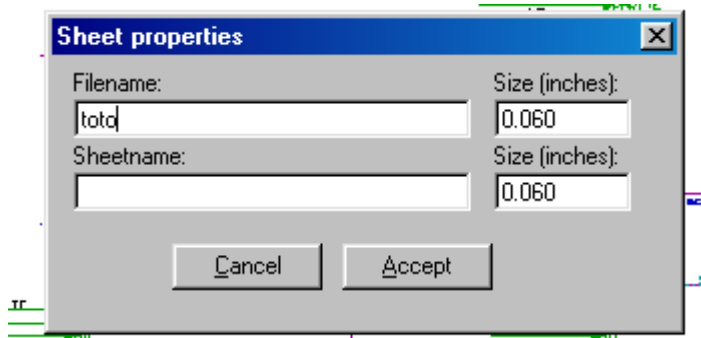 Sheet properties
Filename: Size (inches):
toto 0.060
Sheetname: Size (inches):
0.060
Cancel Accept